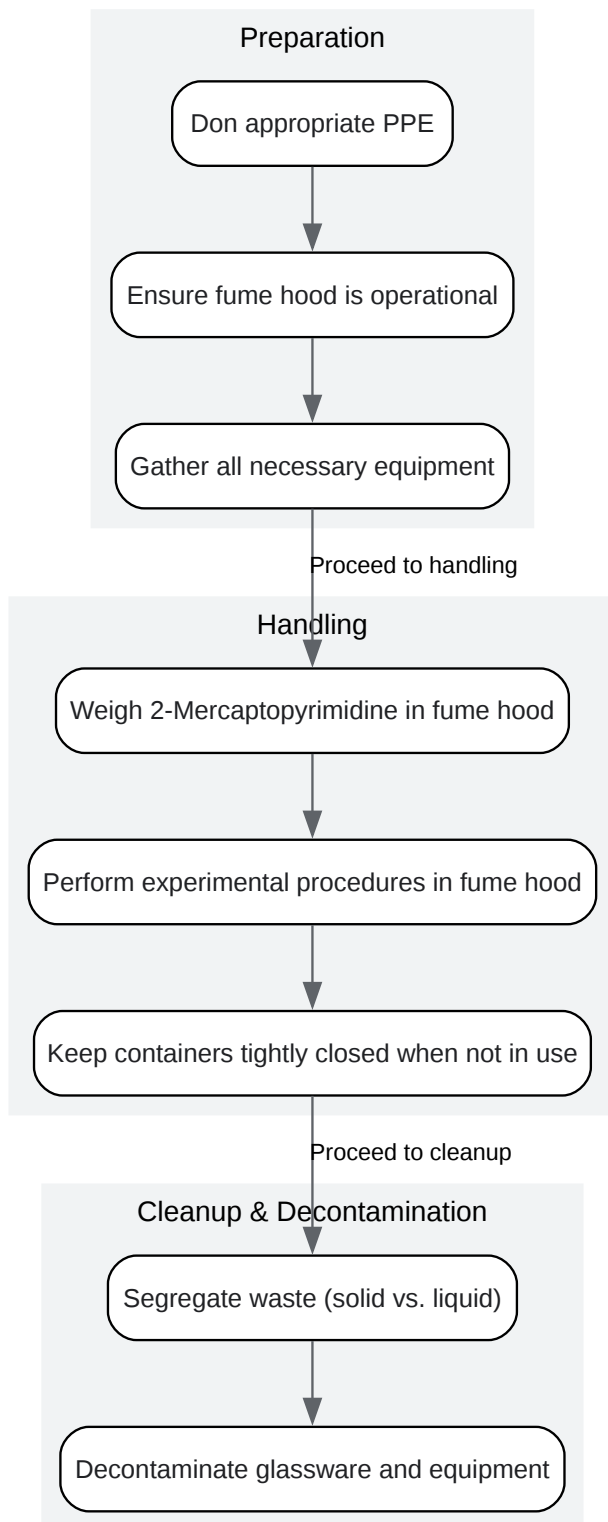 Preparation
Don appropriate PPE
Ensure fume hood is operational
Gather all necessary equipment
Proceed to handling
Handling
Weigh 2-Mercaptopyrimidine in fume hood
Perform experimental procedures in fume hood
Keep containers tightly closed when not in use
Proceed to cleanup
Cleanup & Decontamination
Segregate waste (solid vs. liquid)
Decontaminate glassware and equipment